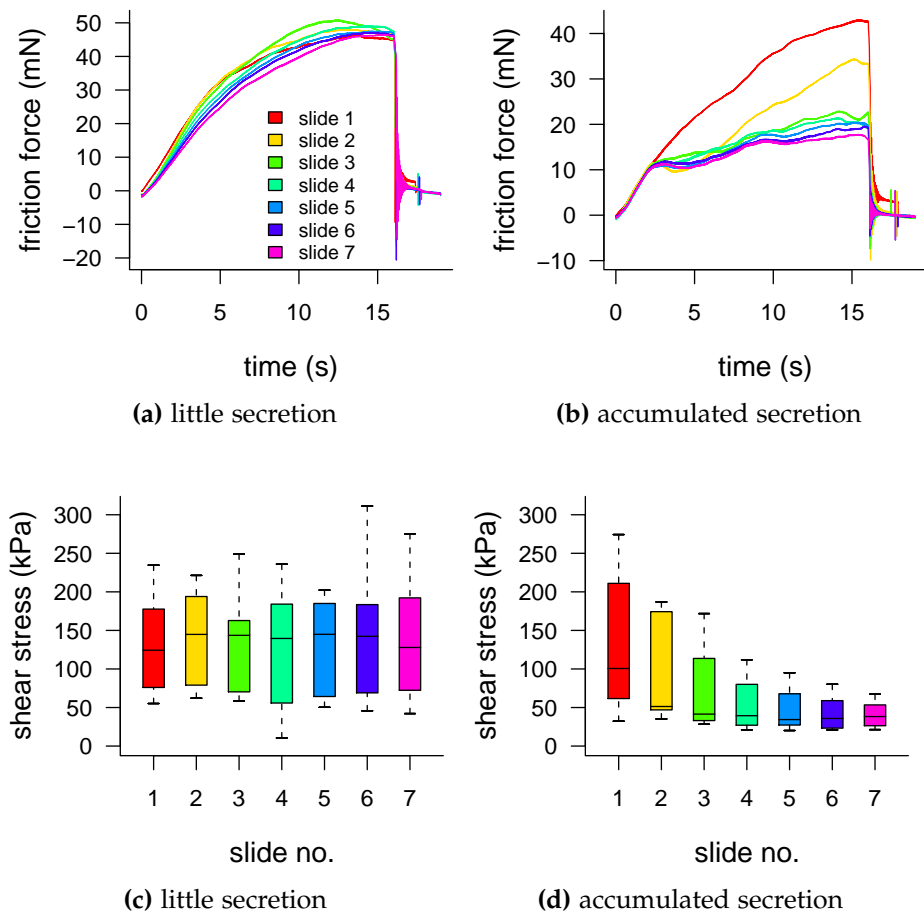 friction force (mN)
50
40
30
20
10
0
−10
−20
slide 1
slide 2
slide 3
slide 4
slide 5
slide 6
slide 7
0 5 10 15
time (s)
(a) little secretion
friction force (mN)
40
30
20
10
0
−10
0 5 10 15
time (s)
(b) accumulated secretion
shear stress (kPa)
300
250
200
150
100
50
0
1 2 3 4 5 6 7
slide no.
(c) little secretion
shear stress (kPa)
300
250
200
150
100
50
0
1 2 3 4 5 6 7
slide no.
(d) accumulated secretion